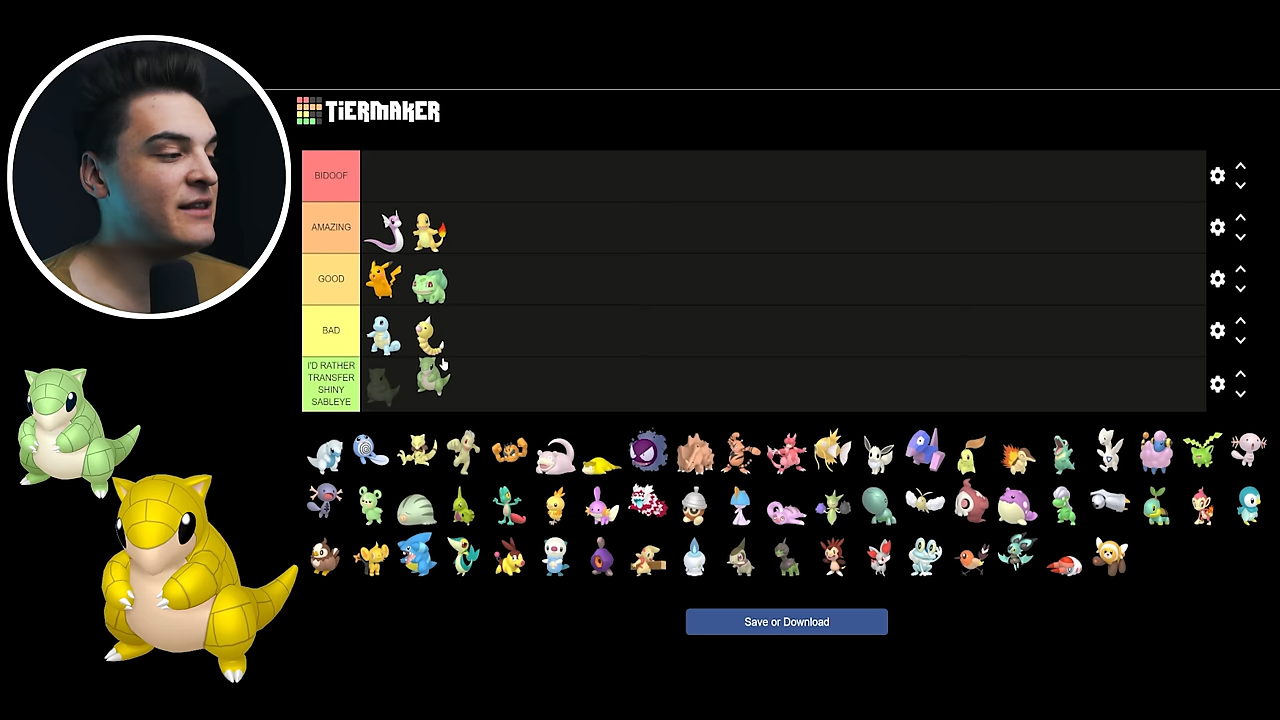 TIERMAKER
BIDOOF
AMAZING
GOOD
BAD
I'D RATHER
TRANSFER
SHINY
SABLEYE
Save or Download